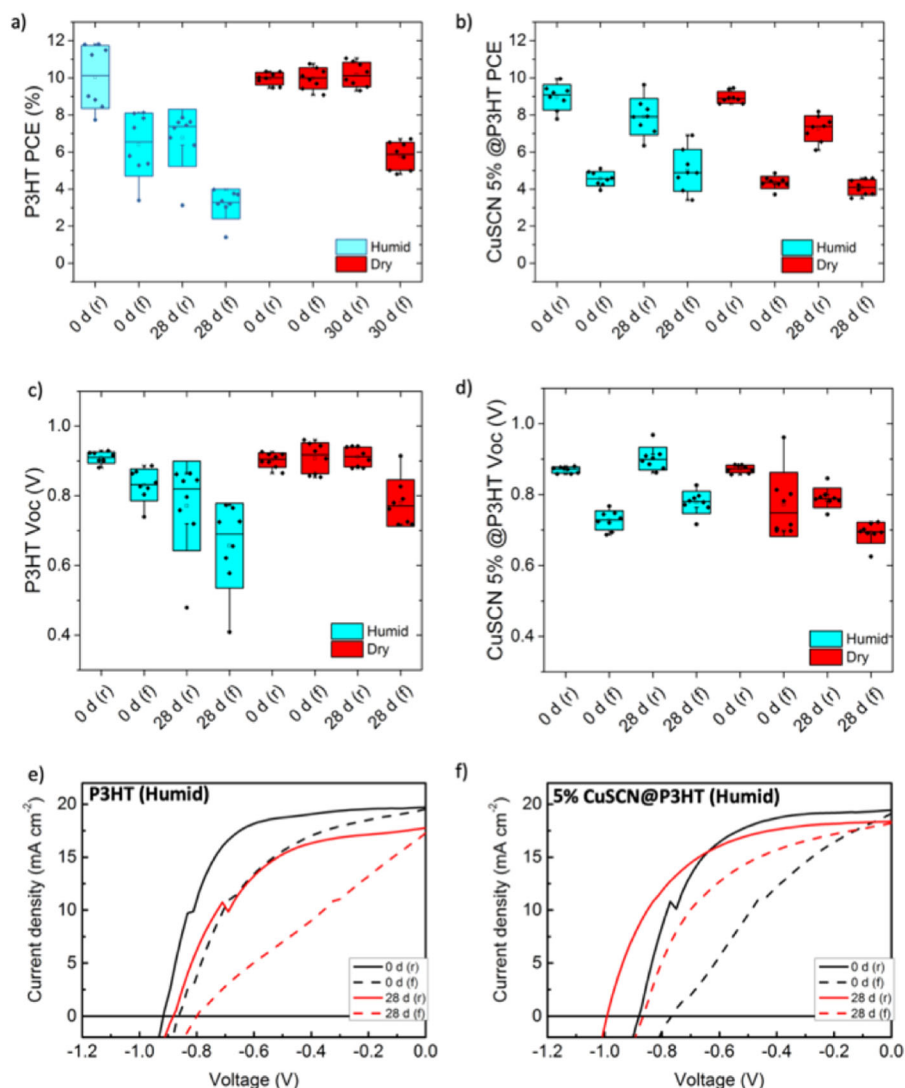 a)
P3HT PCE (%)
12
10
8
6
4
2
0
Humid
Dry
0 d (r)
0 d (f)
28 d (r)
28 d (f)
0 d (r)
0 d (f)
30 d (r)
30 d (f)
b)
CuSCN 5% @P3HT PCE
12
10
8
6
4
2
0
Humid
Dry
0 d (r)
0 d (f)
28 d (r)
28 d (f)
0 d (r)
0 d (f)
28 d (r)
28 d (f)
c)
P3HT Voc (V)
1.0
0.8
0.6
0.4
Humid
Dry
0 d (r)
0 d (f)
28 d (r)
28 d (f)
0 d (r)
0 d (f)
28 d (r)
28 d (f)
d)
CuSCN 5% @P3HT Voc (V)
1.0
0.8
0.6
0.4
Humid
Dry
0 d (r)
0 d (f)
28 d (r)
28 d (f)
0 d (r)
0 d (f)
28 d (r)
28 d (f)
e)
P3HT (Humid)
Current density (mA cm⁻²)
20
15
10
5
0
0 d (r)
0 d (f)
28 d (r)
28 d (f)
-1.2
-1.0
-0.8
-0.6
-0.4
-0.2
0.0
Voltage (V)
f)
5% CuSCN@P3HT (Humid)
Current density (mA cm⁻²)
20
15
10
5
0
0 d (r)
0 d (f)
28 d (r)
28 d (f)
-1.2
-1.0
-0.8
-0.6
-0.4
-0.2
0.0
Voltage (V)